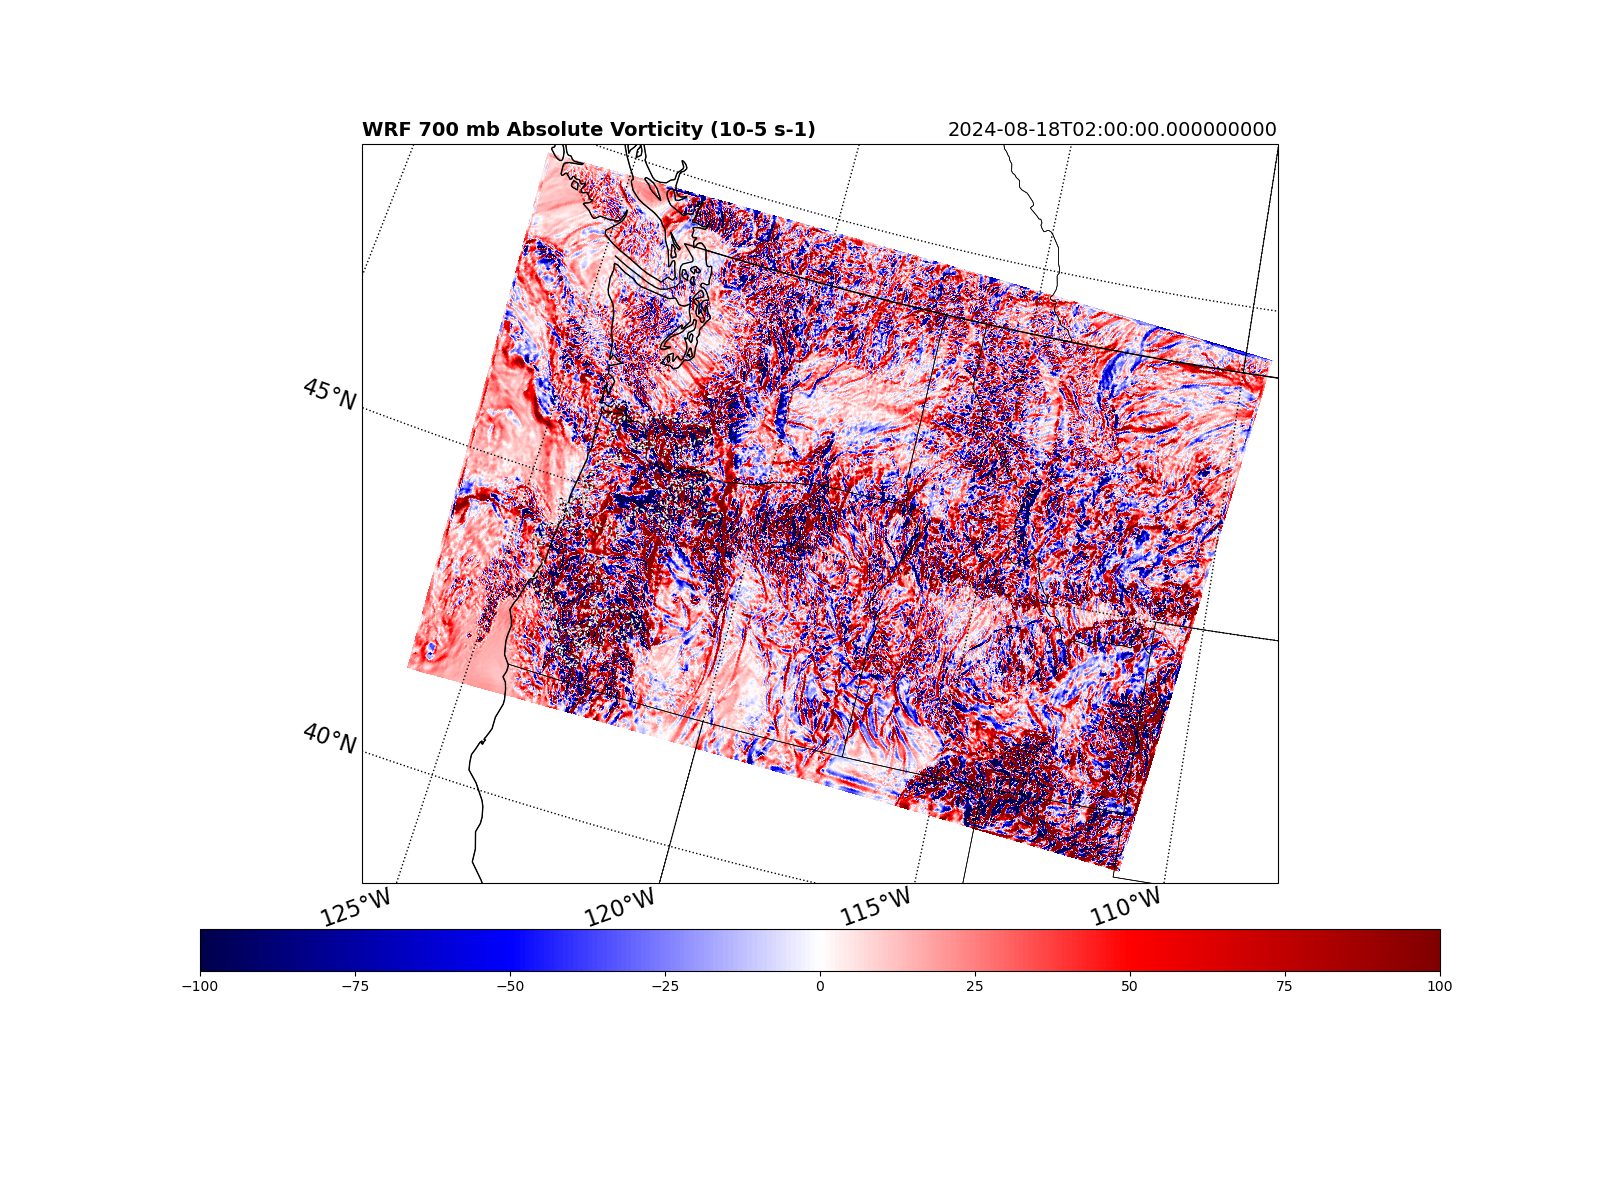 WRF 700 mb Absolute Vorticity (10-5 s-1) 2024-08-18T02:00:00.000000000
45°N
40°N
125°W 120°W 115°W 110°W
−100 −75 −50 −25 0 25 50 75 100